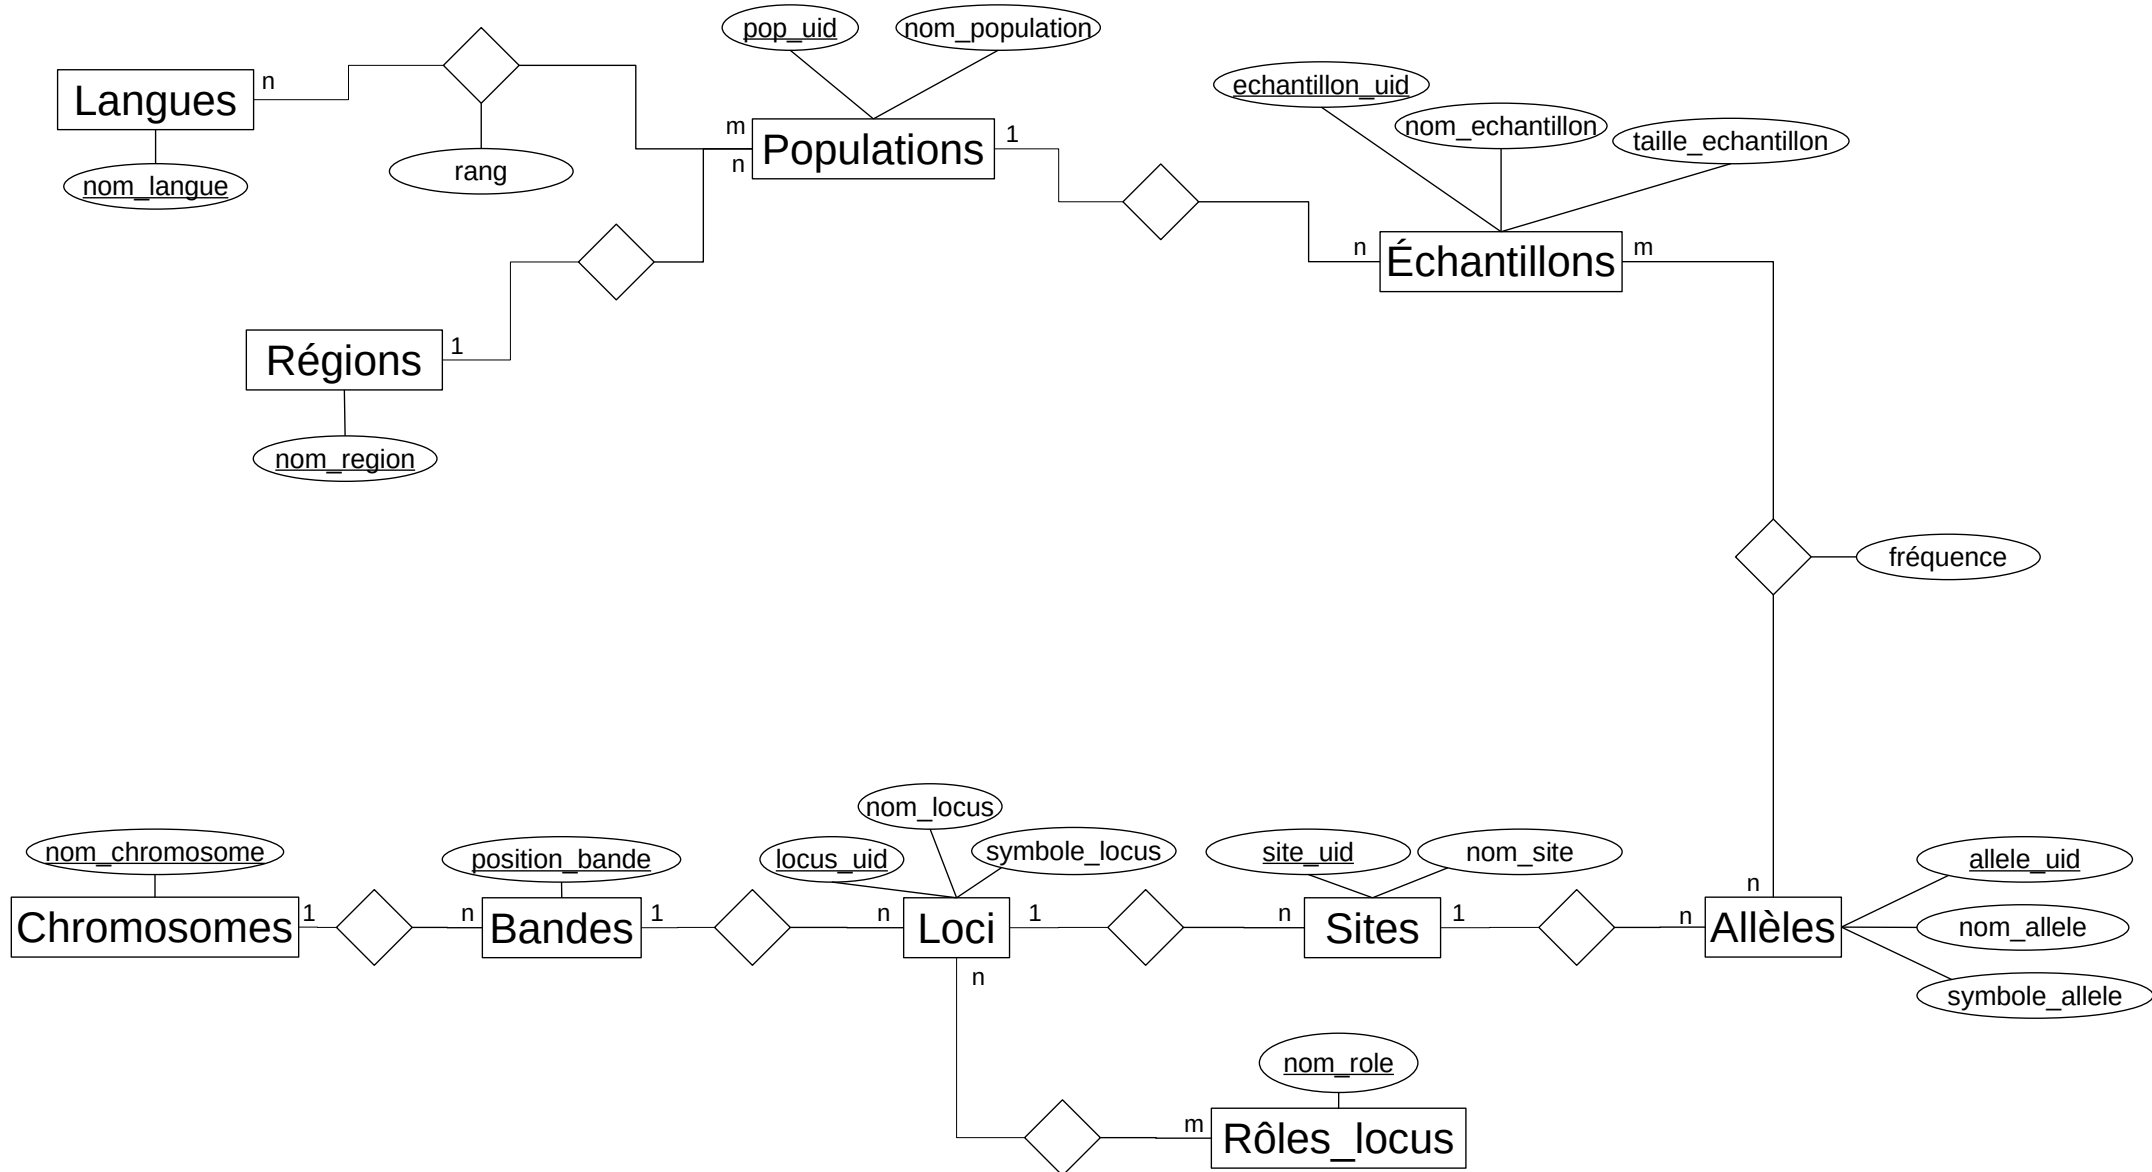 pop_uid
nom_population
Langues
n
nom_langue
rang
m
n
Populations
1
echantillon_uid
nom_echantillon
taille_echantillon
n
Échantillons
m
Régions
1
nom_region
fréquence
n
nom_chromosome
Chromosomes
1
n
position_bande
Bandes
1
n
locus_uid
nom_locus
symbole_locus
Loci
1
n
n
site_uid
nom_site
Sites
1
n
Allèles
allele_uid
nom_allele
symbole_allele
nom_role
m
Rôles_locus